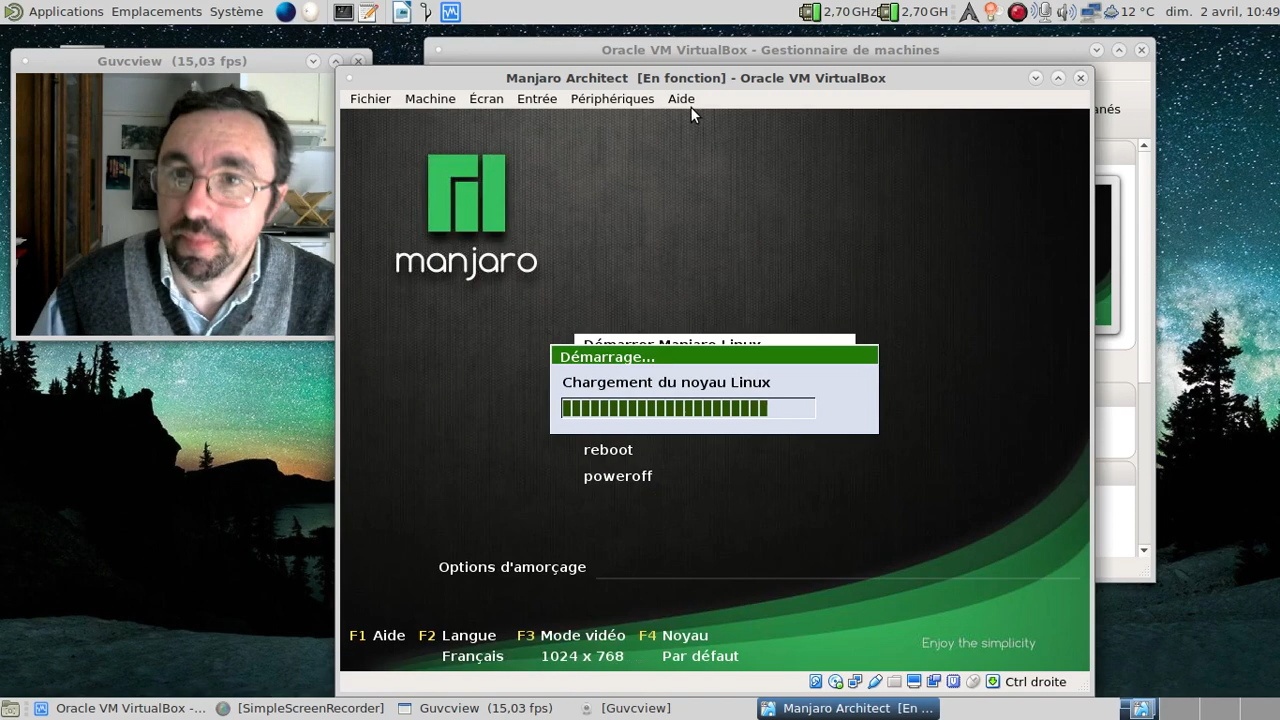 Applications Emplacements Système
2,70 GHz 2,70 GH
12 °C dim. 2 avril, 10:49
Guvcview (15,03 fps)
Oracle VM VirtualBox - Gestionnaire de machines
Manjaro Architect [En fonction] - Oracle VM VirtualBox
Fichier Machine Écran Entrée Périphériques Aide
anés
manjaro
Démarrer Manjaro Linux
Démarrage...
Chargement du noyau Linux
reboot
poweroff
Options d'amorçage
F1 Aide F2 Langue F3 Mode vidéo F4 Noyau
Français 1024 x 768 Par défaut
Enjoy the simplicity
Ctrl droite
Oracle VM VirtualBox -... [SimpleScreenRecorder] Guvcview (15,03 fps) [Guvcview] Manjaro Architect [En ...